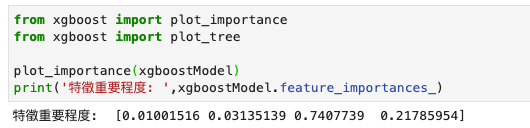 from xgboost import plot_importance
from xgboost import plot_tree
plot_importance(xgboostModel)
print('特徵重要程度: ',xgboostModel.feature_importances_)
特徵重要程度:  [0.01001516 0.03135139 0.7407739  0.21785954]